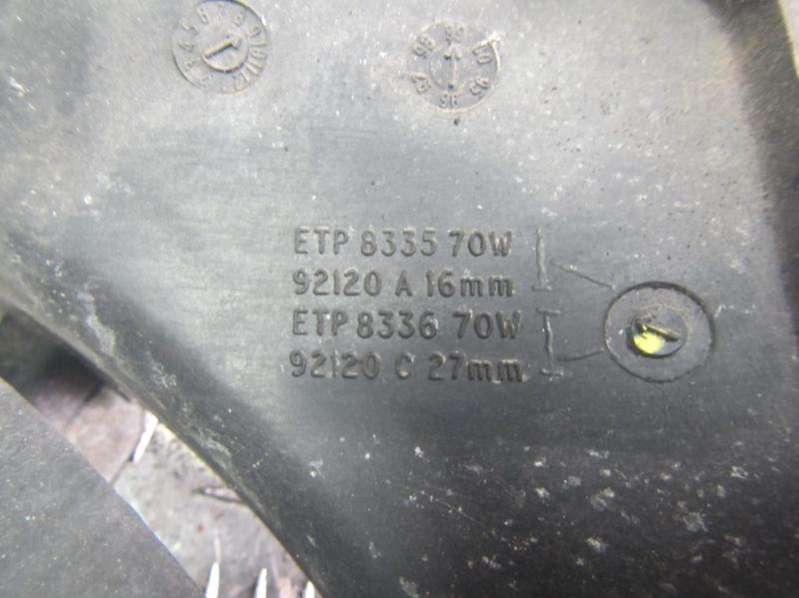 ETP 8335 70W
92120 A 16mm
ETP 8336 70W
92120 C 27mm